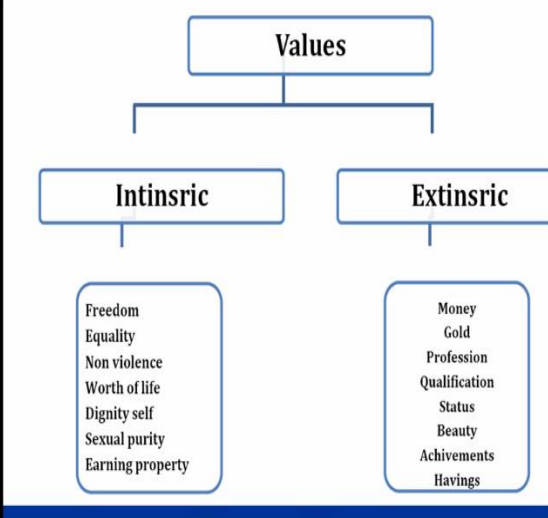 Values
Intinsric
Extinsric
Freedom
Equality
Non violence
Worth of life
Dignity self
Sexual purity
Earning property
Money
Gold
Profession
Qualification
Status
Beauty
Achivements
Havings